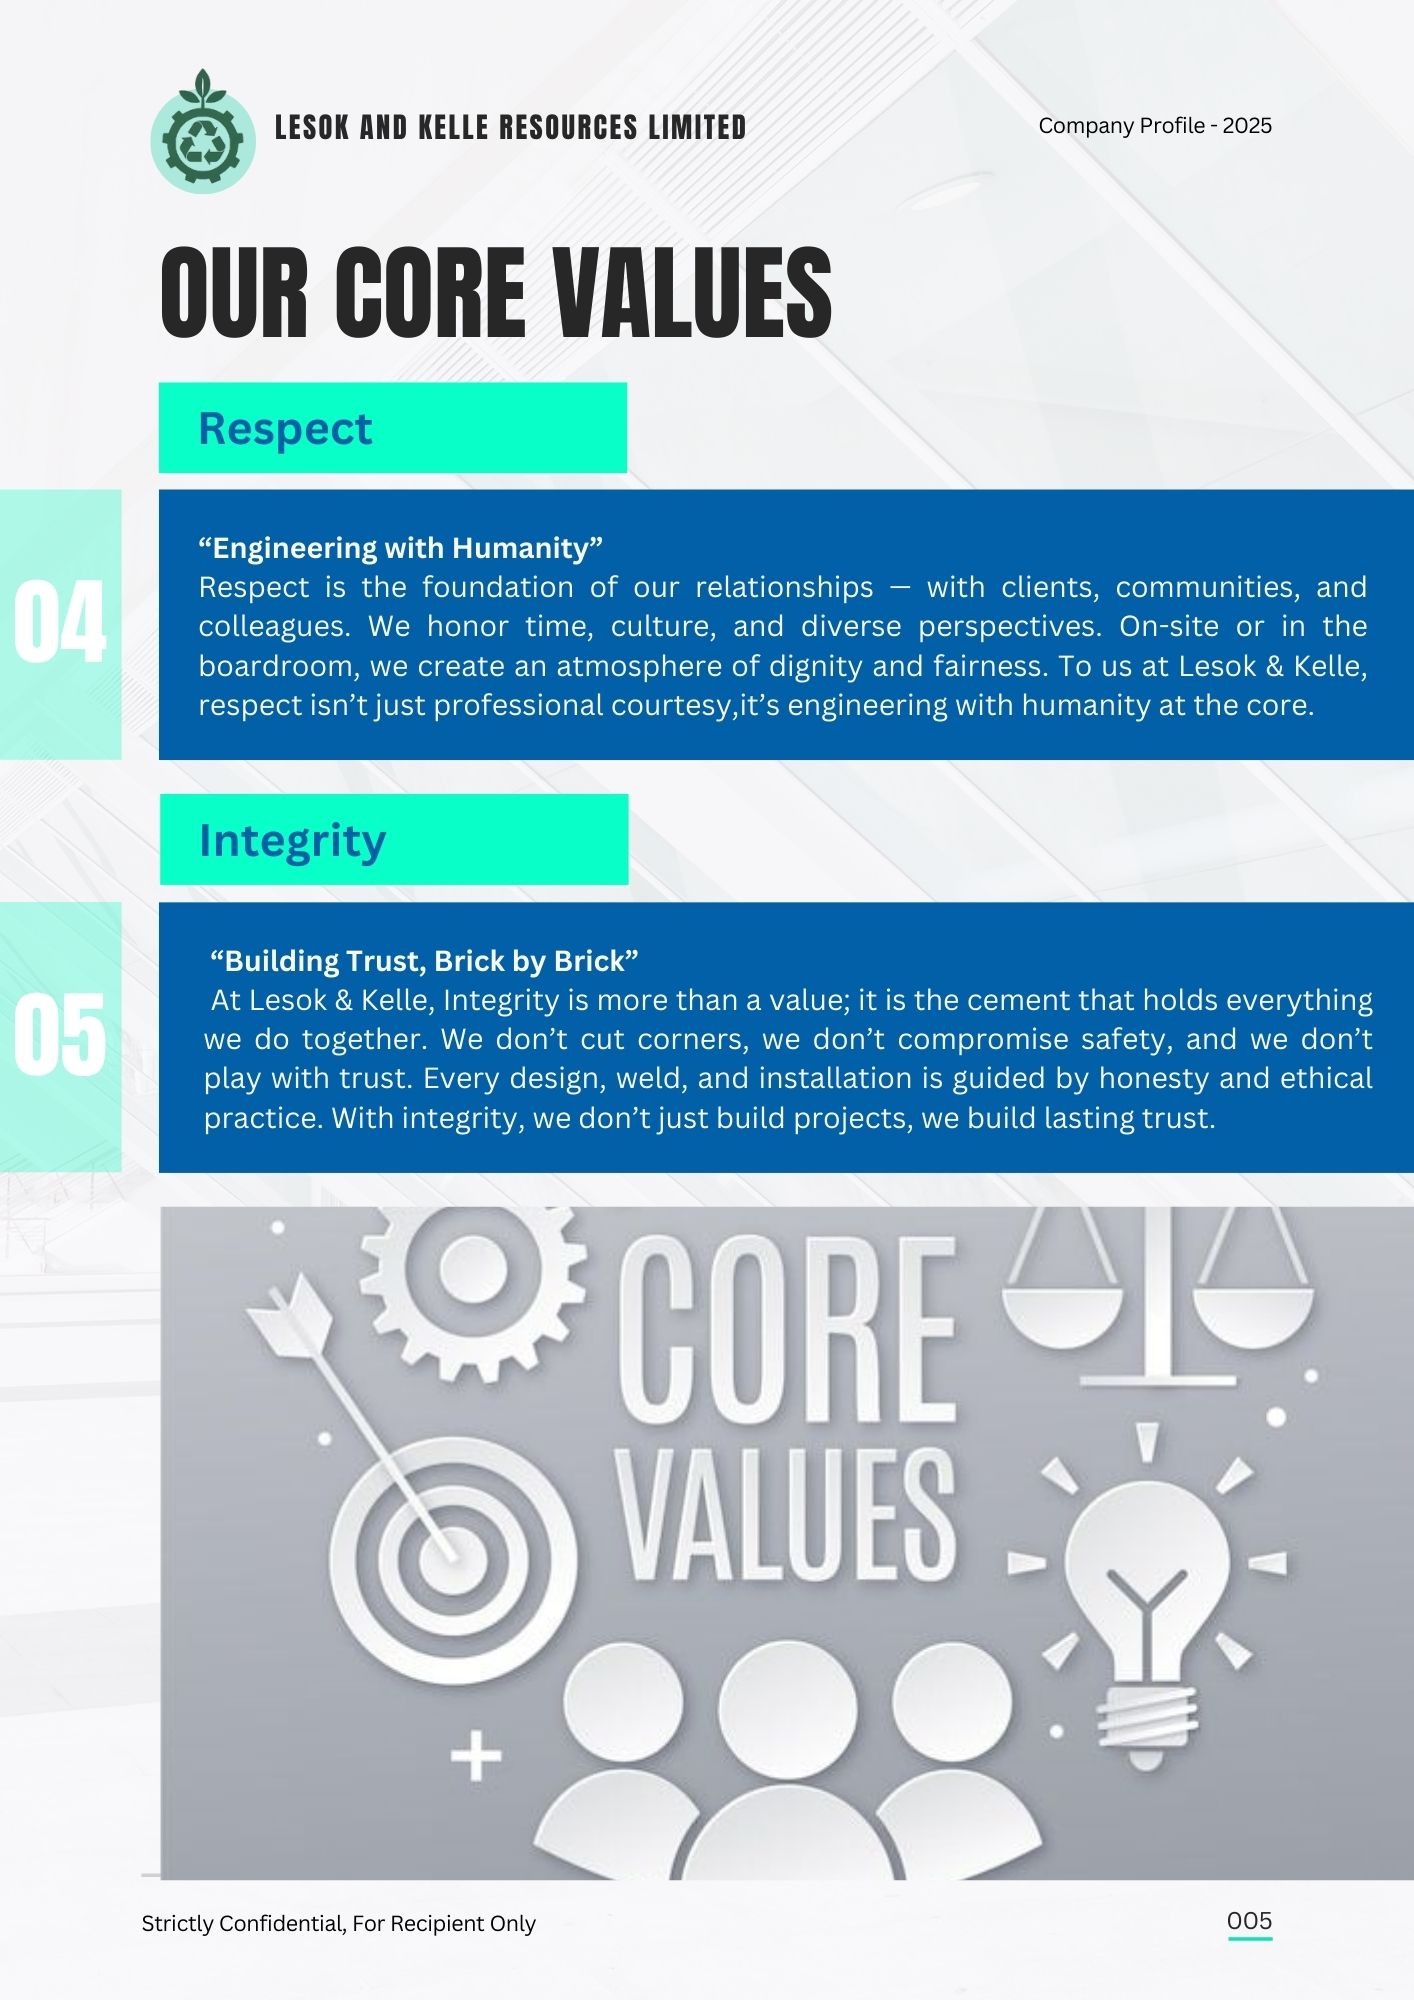 LESOK AND KELLE RESOURCES LIMITED
Company Profile - 2025
OUR CORE VALUES
Respect
04
“Engineering with Humanity”
Respect is the foundation of our relationships — with clients, communities, and
colleagues. We honor time, culture, and diverse perspectives. On-site or in the
boardroom, we create an atmosphere of dignity and fairness. To us at Lesok & Kelle,
respect isn’t just professional courtesy,it’s engineering with humanity at the core.
Integrity
05
“Building Trust, Brick by Brick”
At Lesok & Kelle, Integrity is more than a value; it is the cement that holds everything
we do together. We don’t cut corners, we don’t compromise safety, and we don’t
play with trust. Every design, weld, and installation is guided by honesty and ethical
practice. With integrity, we don’t just build projects, we build lasting trust.
CORE
VALUES
Strictly Confidential, For Recipient Only
005